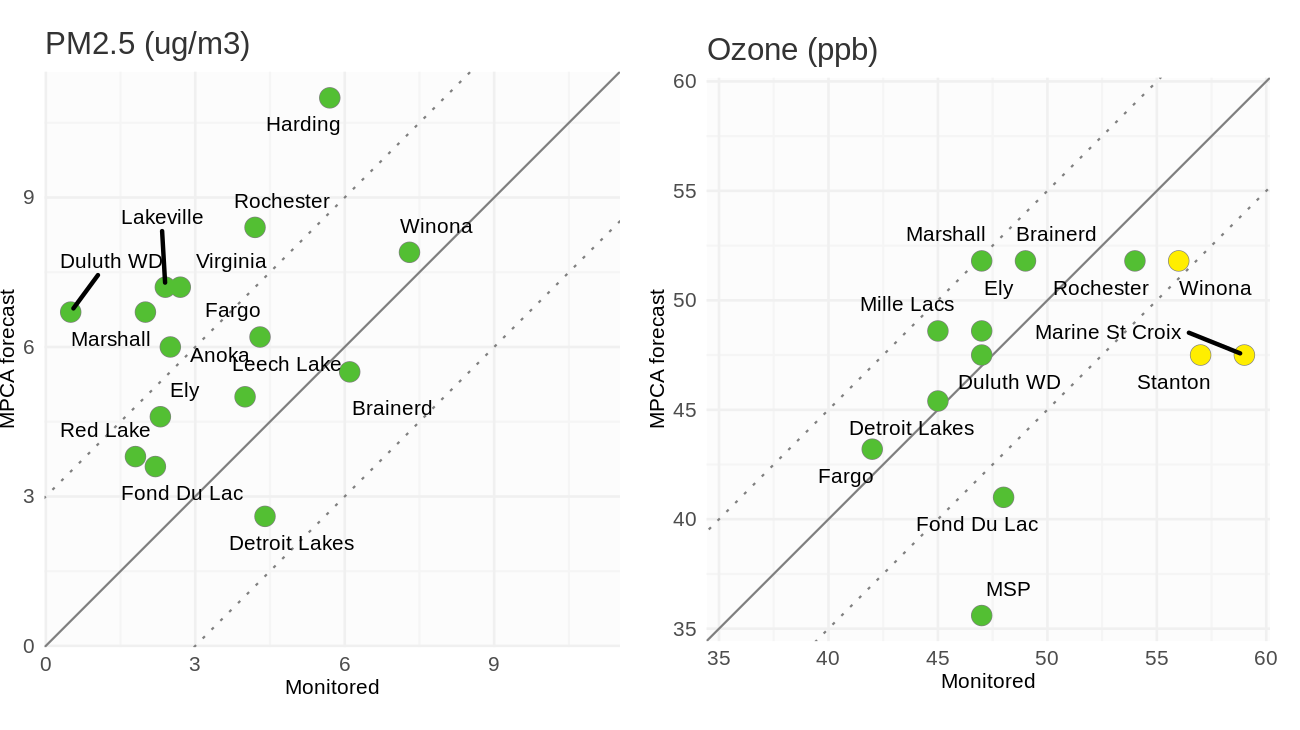 PM2.5 (ug/m3)
Harding
Rochester
Lakeville
Winona
Duluth WD
Virginia
Fargo
Marshall
Anoka
Leech Lake
Ely
Brainerd
Red Lake
Fond Du Lac
Detroit Lakes
9
6
3
0
0 3 6 9
Monitored
MPCA forecast
Ozone (ppb)
Marshall
Brainerd
Ely
Rochester
Winona
Mille Lacs
Marine St Croix
Duluth WD
Stanton
Detroit Lakes
Fargo
Fond Du Lac
MSP
60
55
50
45
40
35
35 40 45 50 55 60
Monitored
MPCA forecast